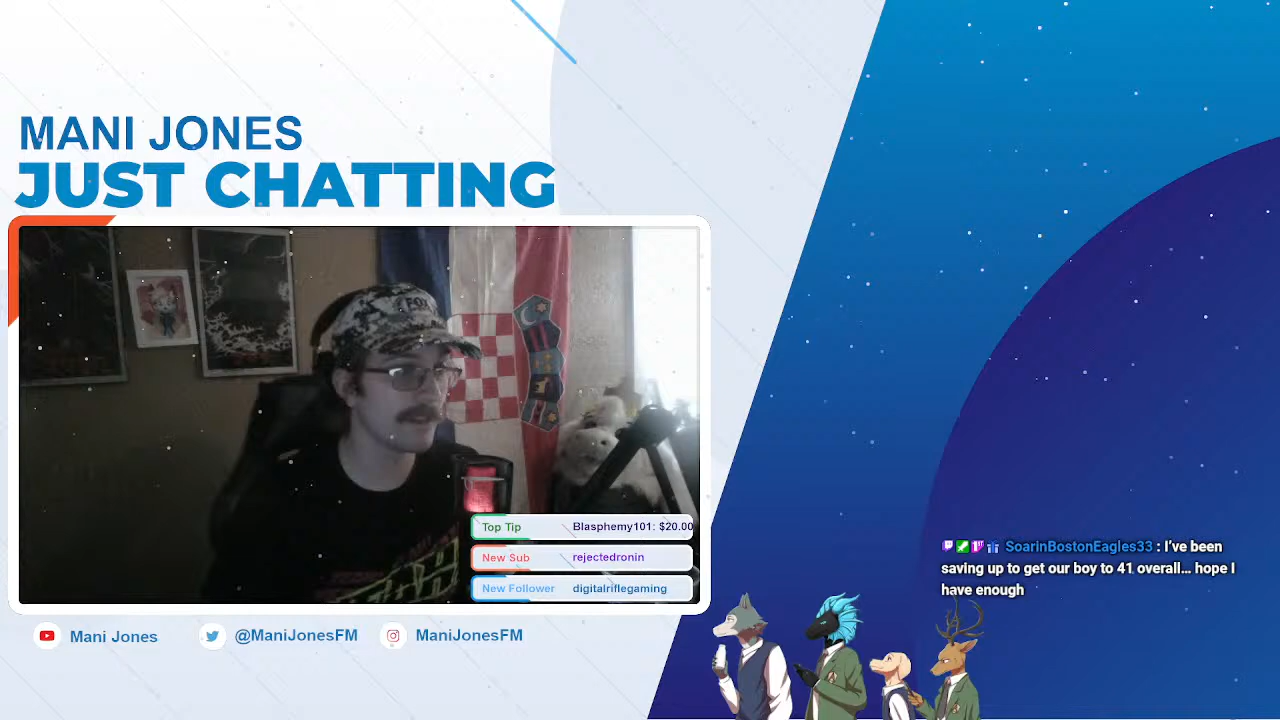 MANI JONES
JUST CHATTING
FOX
Top Tip Blasphemy101: $20.00
New Sub rejectedronin
New Follower digitalriflegaming
SoarinBostonEagles33 : I’ve been
saving up to get our boy to 41 overall... hope I
have enough
Mani Jones @ManiJonesFM ManiJonesFM